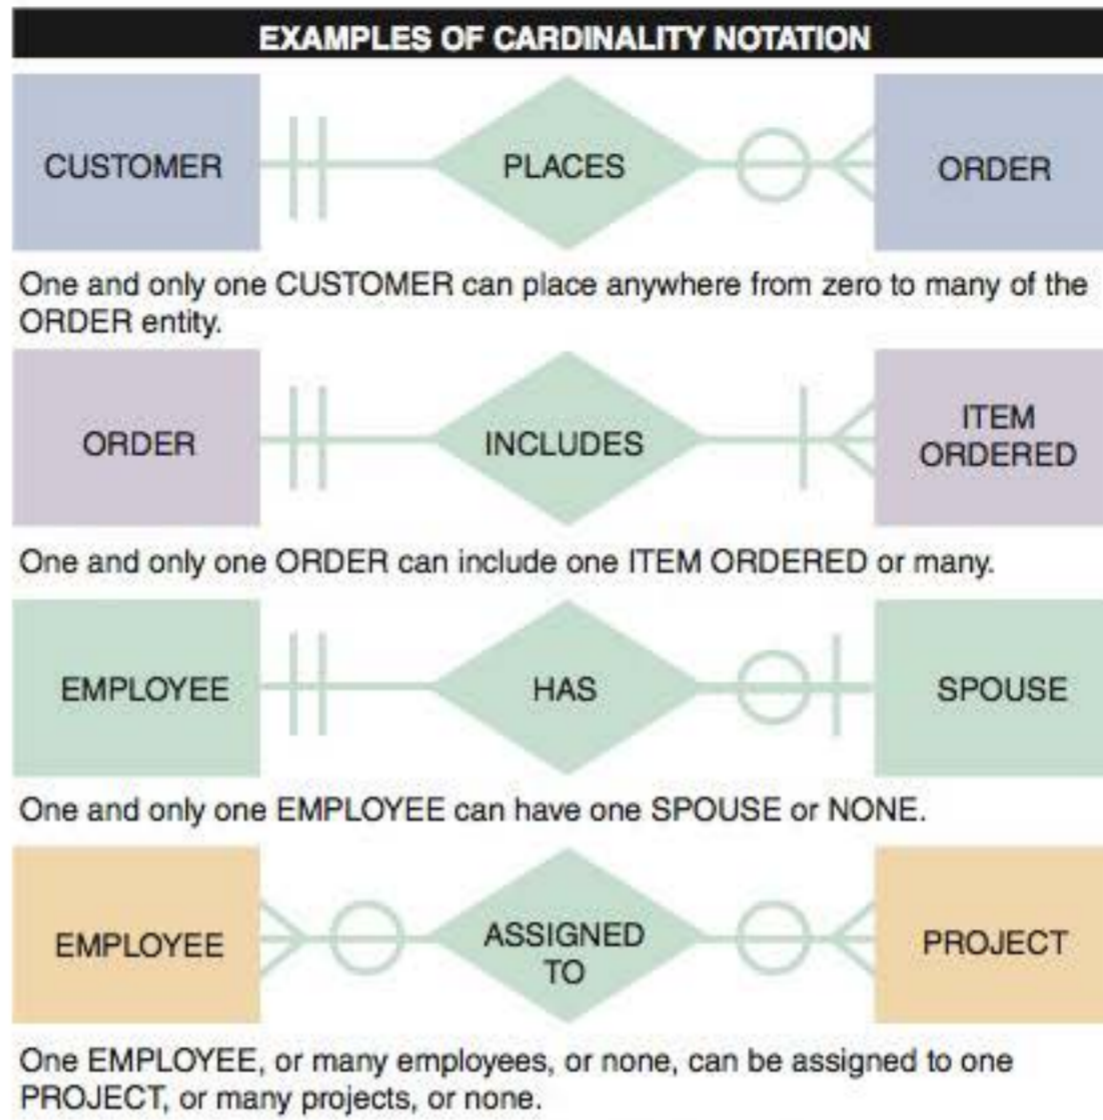 EXAMPLES OF CARDINALITY NOTATION
CUSTOMER
PLACES
ORDER
One and only one CUSTOMER can place anywhere from zero to many of the
ORDER entity.
ORDER
INCLUDES
ITEM
ORDERED
One and only one ORDER can include one ITEM ORDERED or many.
EMPLOYEE
HAS
SPOUSE
One and only one EMPLOYEE can have one SPOUSE or NONE.
EMPLOYEE
ASSIGNED
TO
PROJECT
One EMPLOYEE, or many employees, or none, can be assigned to one
PROJECT, or many projects, or none.